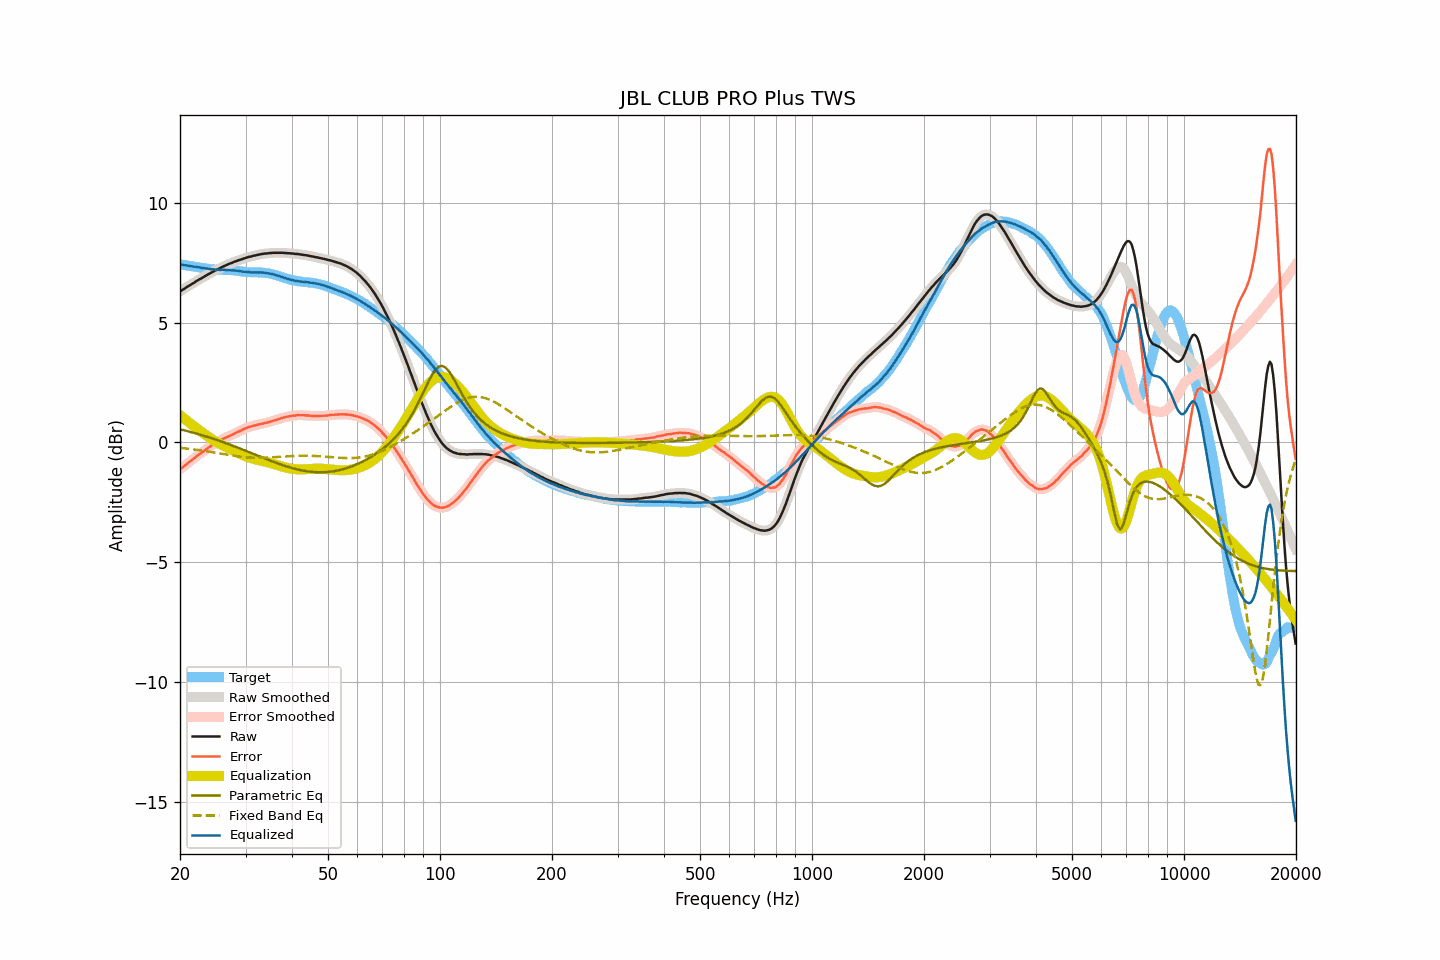 JBL CLUB PRO Plus TWS
Amplitude (dBr)
10
5
0
−5
−10
−15
Target
Raw Smoothed
Error Smoothed
Raw
Error
Equalization
Parametric Eq
Fixed Band Eq
Equalized
20 50 100 200 500 1000 2000 5000 10000 20000
Frequency (Hz)